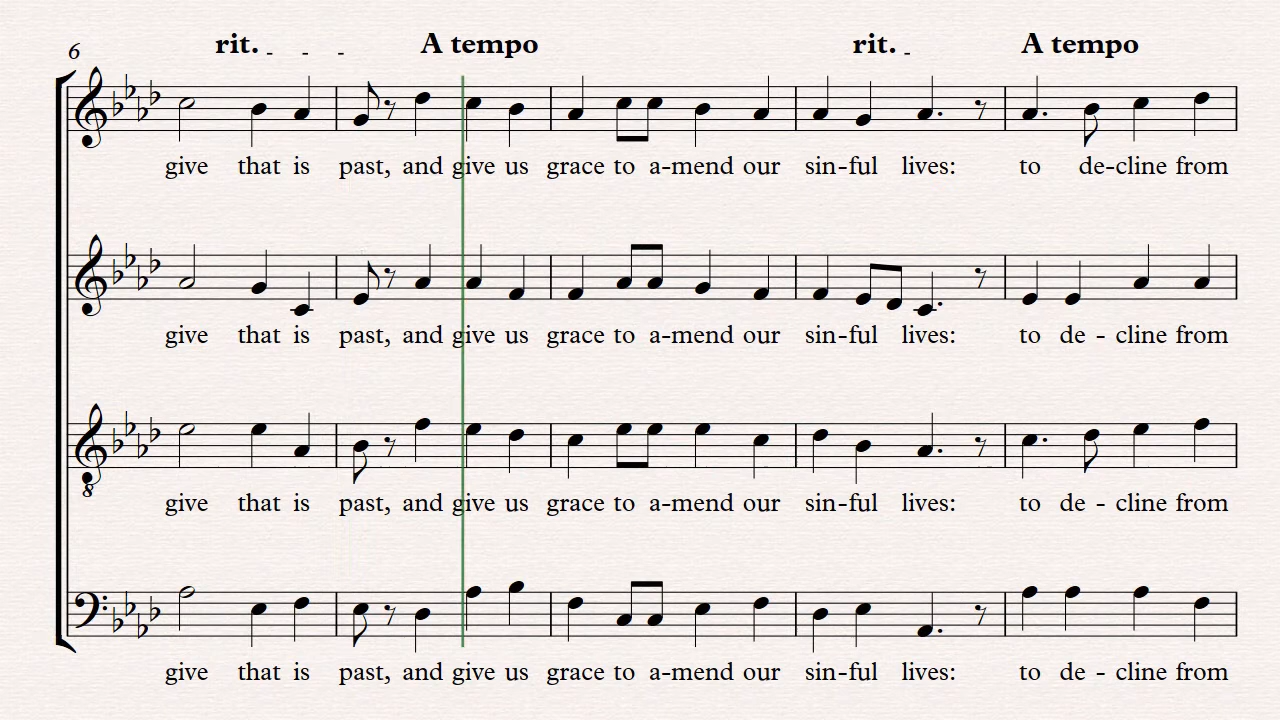 6 rit. A tempo rit. A tempo
give that is past, and give us grace to a-mend our sin-ful lives: to de-cline from
give that is past, and give us grace to a-mend our sin-ful lives: to de - cline from
8
give that is past, and give us grace to a-mend our sin-ful lives: to de - cline from
give that is past, and give us grace to a-mend our sin-ful lives: to de - cline from